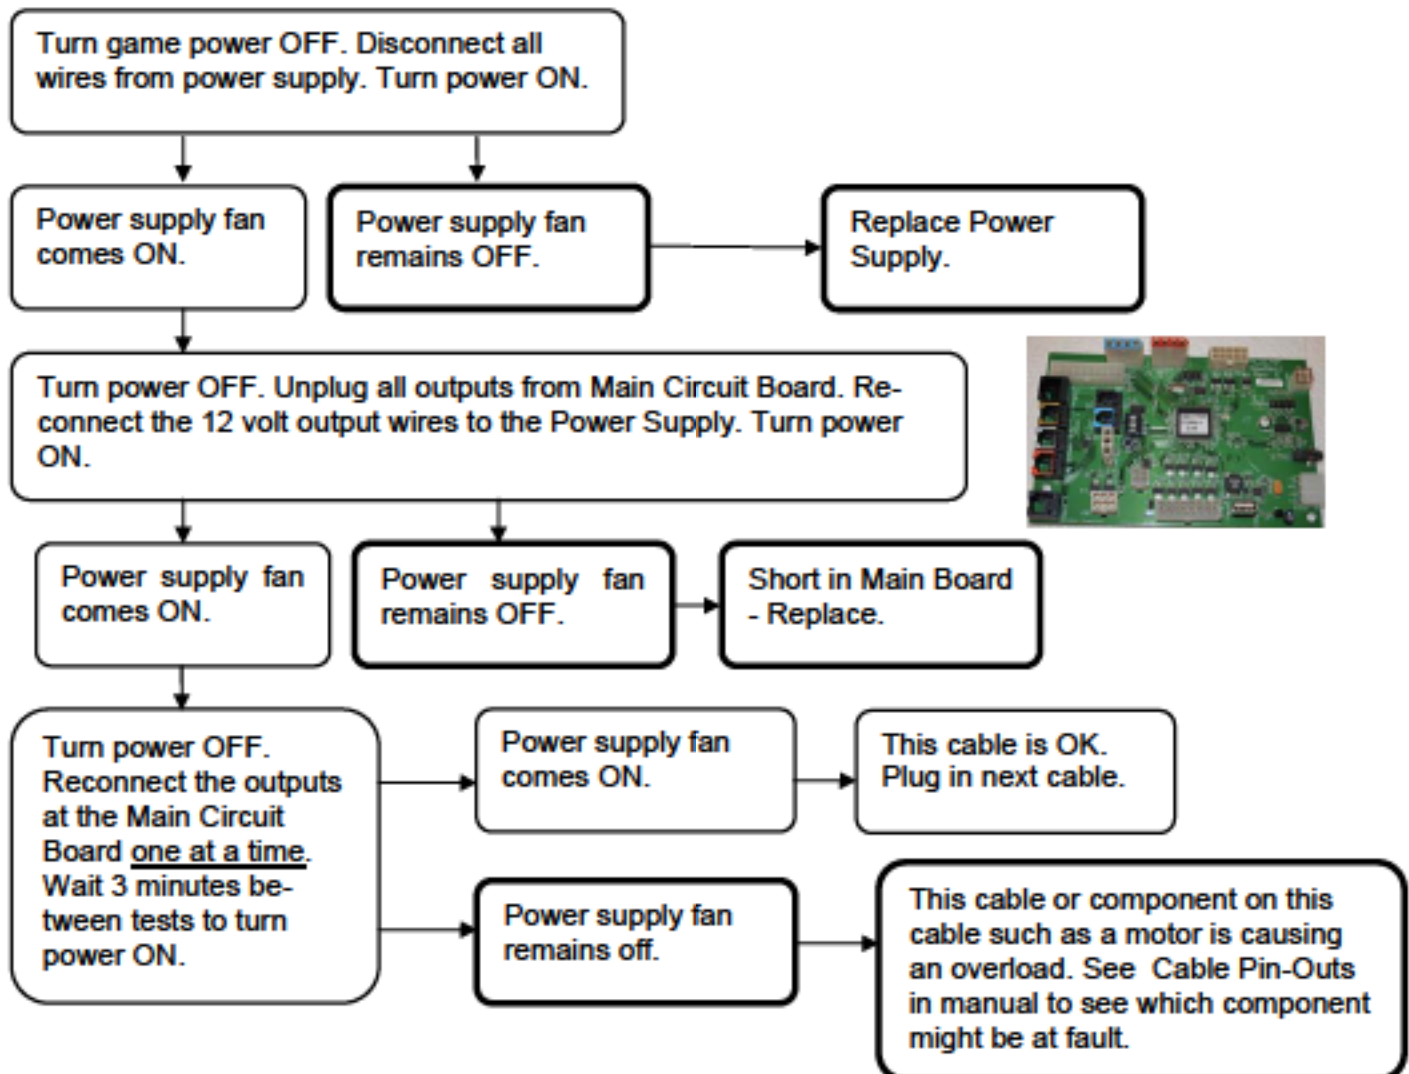 Turn game power OFF. Disconnect all
wires from power supply. Turn power ON.
Power supply fan
comes ON.
Power supply fan
remains OFF.
Replace Power
Supply.
Turn power OFF. Unplug all outputs from Main Circuit Board. Re-
connect the 12 volt output wires to the Power Supply. Turn power
ON.
Power supply fan
comes ON.
Power supply fan
remains OFF.
Short in Main Board
- Replace.
Turn power OFF.
Reconnect the outputs
at the Main Circuit
Board one at a time.
Wait 3 minutes be-
tween tests to turn
power ON.
Power supply fan
comes ON.
This cable is OK.
Plug in next cable.
Power supply fan
remains off.
This cable or component on this
cable such as a motor is causing
an overload. See Cable Pin-Outs
in manual to see which component
might be at fault.